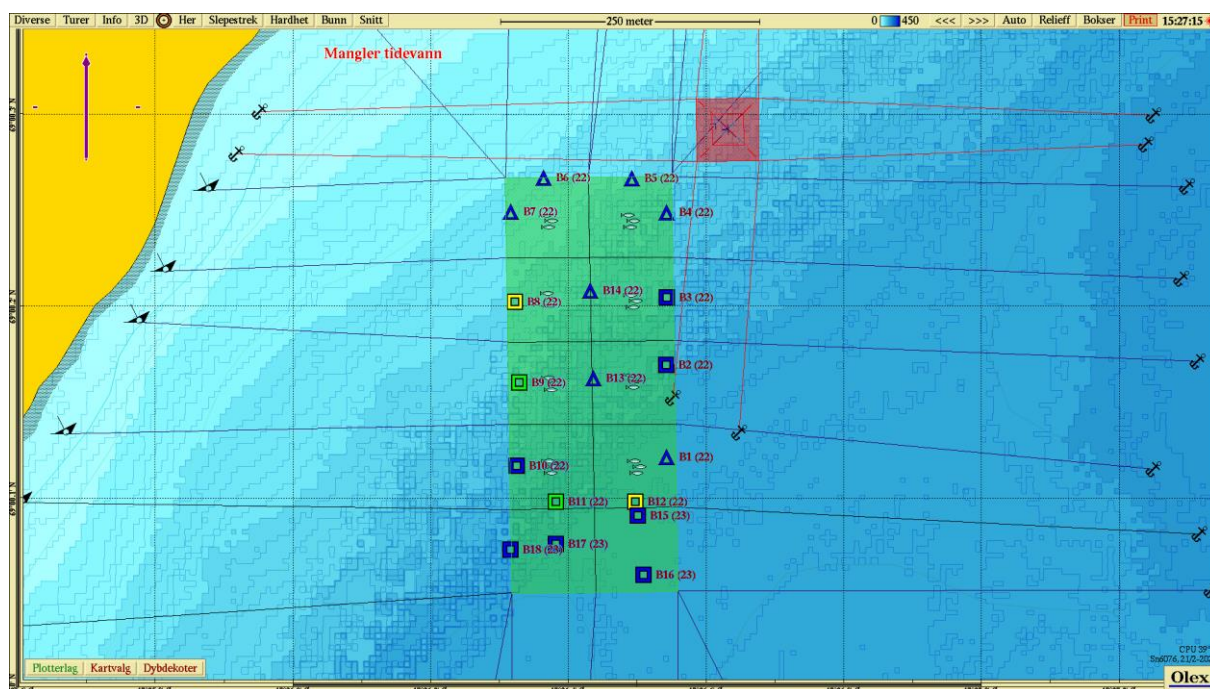 Diverse Turer Info 3D Her Slepestrek Hardhet Bunn Snitt 250 meter 0 450 <<< >>> Auto Relieff Bokser Print 15:27:15
Mangler tidevann
B6 (22) B5 (22)
B7 (22) B4 (22)
B14 (22)
B8 (22) B3 (22)
B2 (22)
B9 (22) B13 (22)
B1 (22)
B10 (22)
B11 (22) B12 (22)
B15 (23)
B17 (23)
B18 (23)
B16 (23)
Plotterlag Kartvalg Dybdekoter
Olex